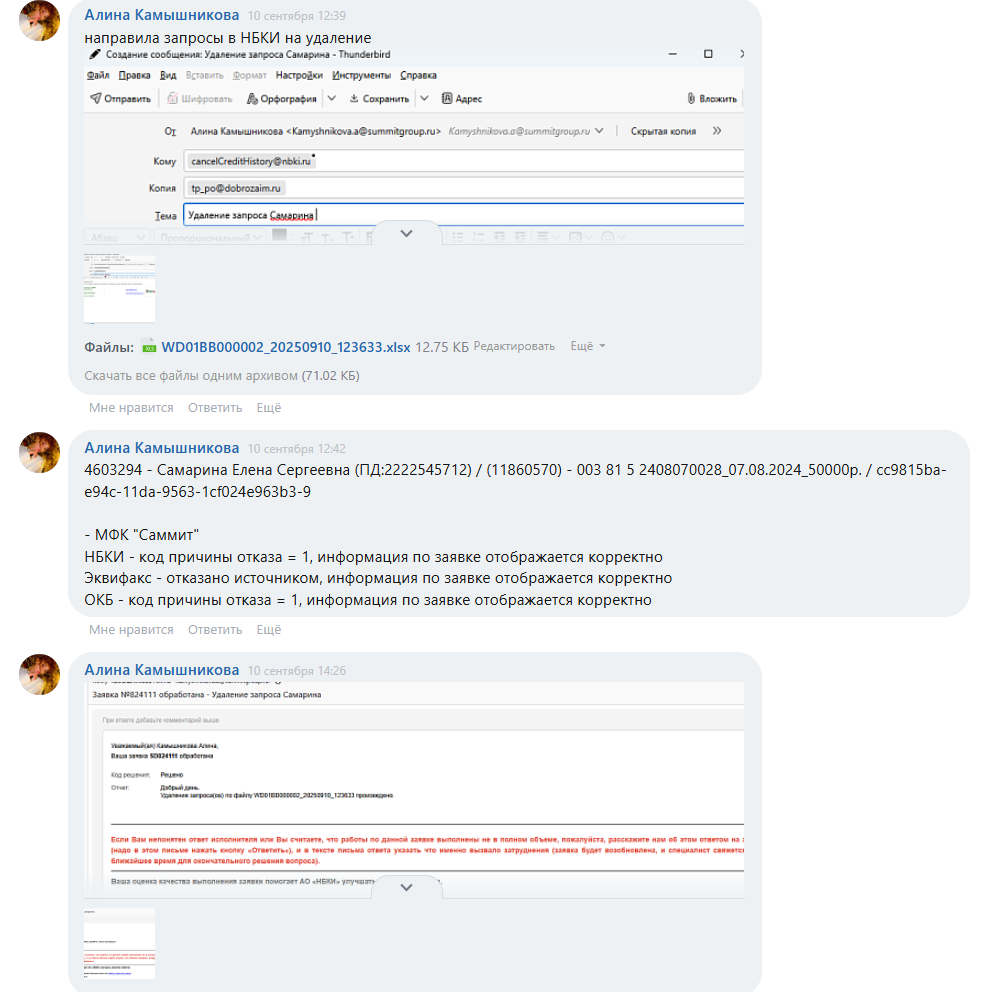 Алина Камышникова 10 сентября 12:39
направила запросы в НБКИ на удаление
Создание сообщения: Удаление запроса Самарина - Thunderbird
Файл Правка Вид Вставить Формат Настройки Инструменты Справка
Отправить Шифровать Орфография Сохранить Адрес Вложить
От Алина Камышникова <Kamyshnikova.a@summitgroup.ru> Kamyshnikova.a@summitgroup.ru Скрытая копия
Кому cancelCreditHistory@nbki.ru
Копия tp_po@dobrozaim.ru
Тема Удаление запроса Самарина
Абзац Пропорциональный
Файлы: WD01BB000002_20250910_123633.xlsx 12.75 КБ Редактировать Ещё
Скачать все файлы одним архивом (71.02 КБ)
Мне нравится Ответить Ещё
Алина Камышникова 10 сентября 12:42
4603294 - Самарина Елена Сергеевна (ПД:2222545712) / (11860570) - 003 81 5 2408070028_07.08.2024_50000р. / cc9815ba-
e94c-11da-9563-1cf024e963b3-9
- МФК "Саммит"
НБКИ - код причины отказа = 1, информация по заявке отображается корректно
Эквифакс - отказано источником, информация по заявке отображается корректно
ОКБ - код причины отказа = 1, информация по заявке отображается корректно
Мне нравится Ответить Ещё
Алина Камышникова 10 сентября 14:26
Заявка №824111 обработана - Удаление запроса Самарина
При ответе добавьте комментарий выше
Уважаемый(ая) Камышникова Алина,
Ваша заявка SD824111 обработана
Код решения: Решено
Отчет: Добрый день.
Удаление запроса(ов) по файлу WD01BB000002_20250910_123633 произведено.
Если Вам непонятен ответ исполнителя или Вы считаете, что работы по данной заявке выполнены не в полном объеме, пожалуйста, расскажите нам об этом ответом на
(надо в этом письме нажать кнопку «Ответить»), и в тексте письма ответа указать что именно вызвало затруднения (заявка будет возобновлена, и специалист свяжется
ближайшее время для окончательного решения вопроса).
Ваша оценка качества выполнения заявки помогает АО «НБКИ» улучшать